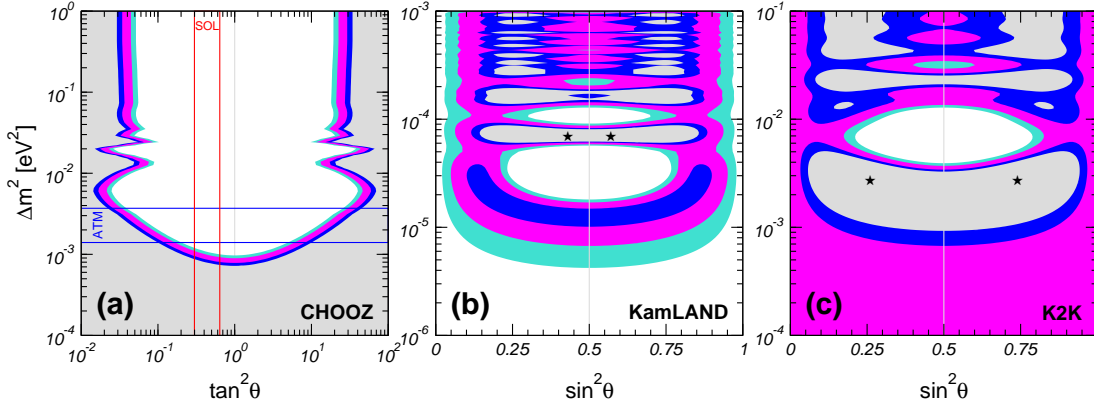 10^0
10^-1
10^-2
10^-3
10^-4
Δm^2 [eV^2]
SOL
ATM
(a)
CHOOZ
10^-2
10^-1
10^0
10^1
10^2
tan^2θ
10^-3
10^-4
10^-5
10^-6
(b)
KamLAND
0
0.25
0.5
0.75
1
sin^2θ
10^-1
10^-2
10^-3
10^-4
(c)
K2K
0
0.25
0.5
0.75
sin^2θ